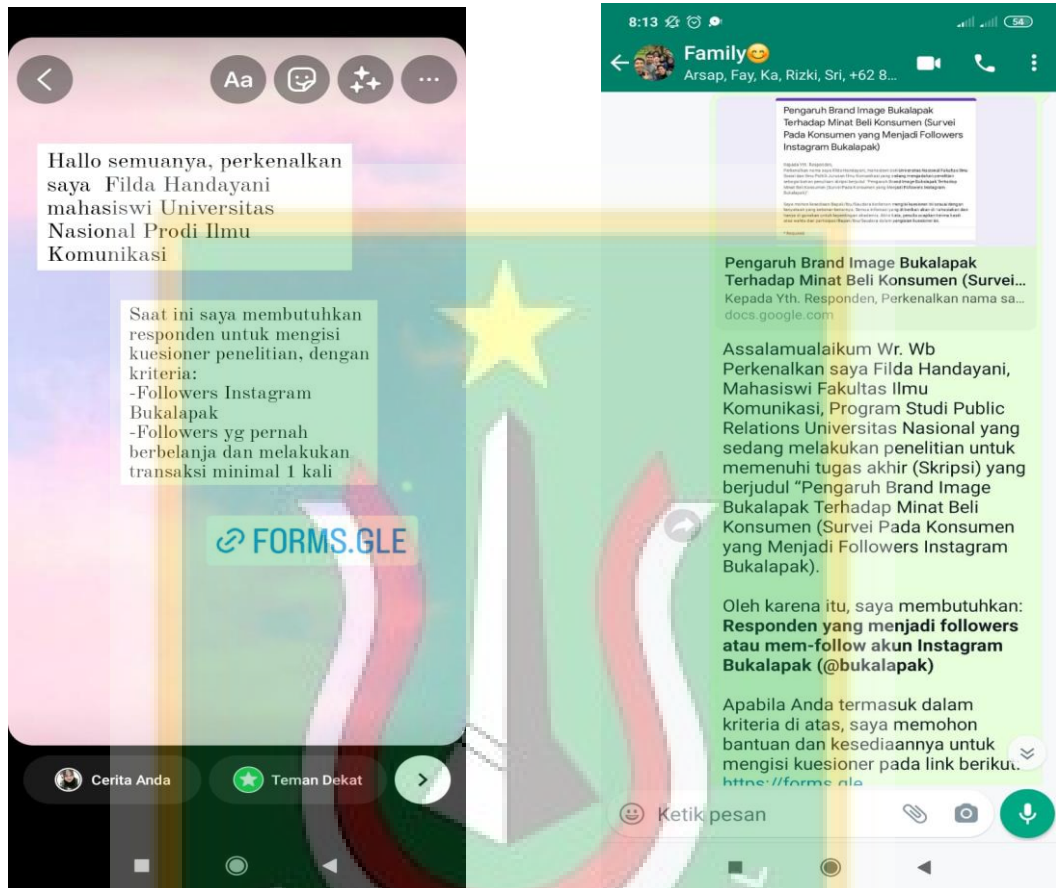 Aa
Hallo semuanya, perkenalkan
saya Filda Handayani
mahasiswi Universitas
Nasional Prodi Ilmu
Komunikasi
Saat ini saya membutuhkan
responden untuk mengisi
kuesioner penelitian, dengan
kriteria:
-Followers Instagram
Bukalapak
-Followers yg pernah
berbelanja dan melakukan
transaksi minimal 1 kali
FORMS.GLE
Cerita Anda
Teman Dekat
8:13
54
Family😊
Arsap, Fay, Ka, Rizki, Sri, +62 8...
Pengaruh Brand Image Bukalapak
Terhadap Minat Beli Konsumen (Survei
Pada Konsumen yang Menjadi Followers
Instagram Bukalapak)
Kepada Yth. Responden,
Pengaruh Brand Image Bukalapak
Terhadap Minat Beli Konsumen (Survei...
Kepada Yth. Responden, Perkenalkan nama sa...
docs.google.com
Assalamualaikum Wr. Wb
Perkenalkan saya Filda Handayani,
Mahasiswi Fakultas Ilmu
Komunikasi, Program Studi Public
Relations Universitas Nasional yang
sedang melakukan penelitian untuk
memenuhi tugas akhir (Skripsi) yang
berjudul “Pengaruh Brand Image
Bukalapak Terhadap Minat Beli
Konsumen (Survei Pada Konsumen
yang Menjadi Followers Instagram
Bukalapak).
Oleh karena itu, saya membutuhkan:
Responden yang menjadi followers
atau mem-follow akun Instagram
Bukalapak (@bukalapak)
Apabila Anda termasuk dalam
kriteria di atas, saya memohon
bantuan dan kesediaannya untuk
mengisi kuesioner pada link berikut:
https://forms.gle
Ketik pesan